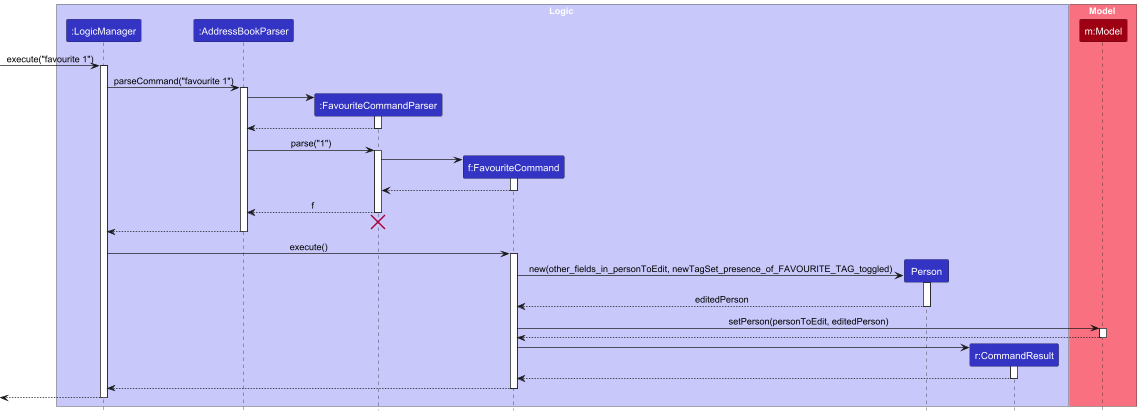 Logic
Model
:LogicManager
:AddressBookParser
m:Model
execute("favourite 1")
parseCommand("favourite 1")
:FavouriteCommandParser
parse("1")
f:FavouriteCommand
f
execute()
new(other_fields_in_personToEdit, newTagSet_presence_of_FAVOURITE_TAG_toggled)
Person
editedPerson
setPerson(personToEdit, editedPerson)
r:CommandResult